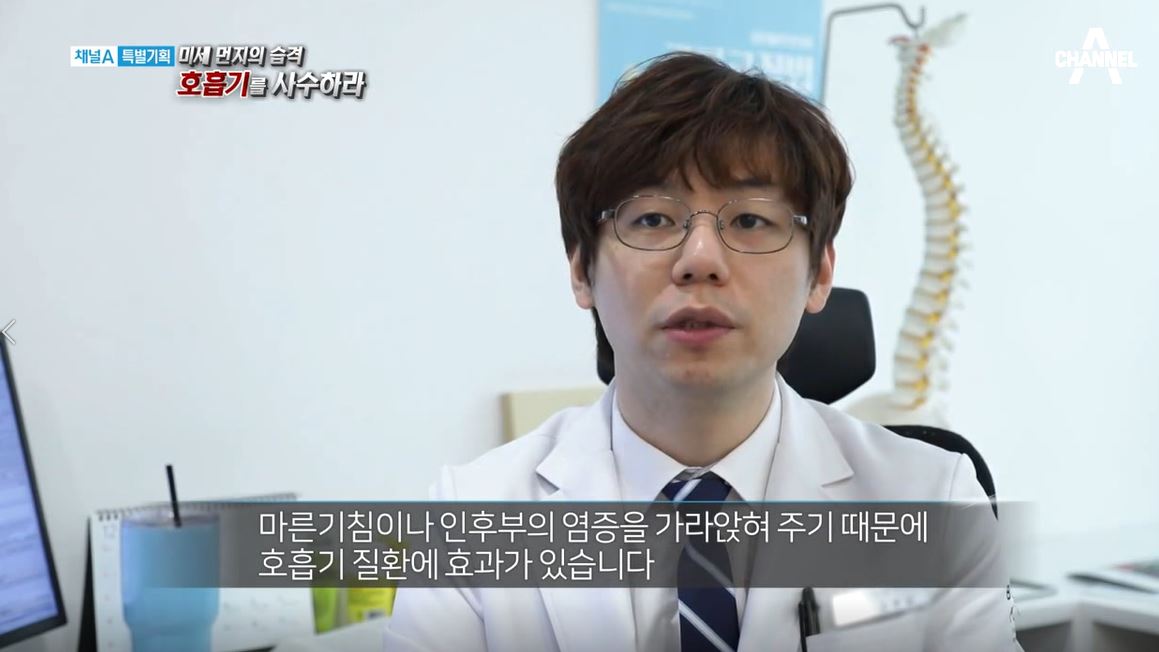 채널A 특별기획 미세 먼지의 습격
호흡기를 사수하라
CHANNEL A
마른기침이나 인후부의 염증을 가라앉혀 주기 때문에
호흡기 질환에 효과가 있습니다